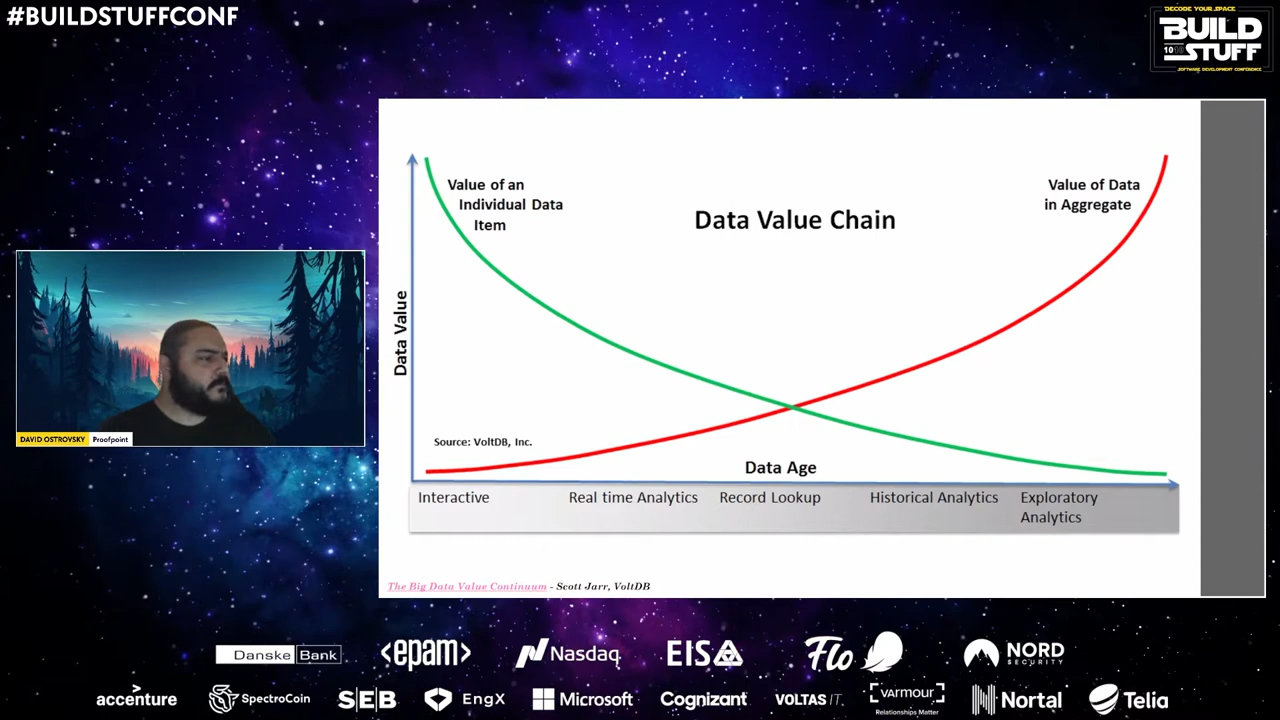 #BUILDSTUFFCONF
DECODE YOUR SPACE
BUILD
STUFF
SOFTWARE DEVELOPMENT CONFERENCE
Value of an
Individual Data
Item
Data Value Chain
Value of Data
in Aggregate
Data Value
Source: VoltDB, Inc.
Data Age
Interactive
Real time Analytics
Record Lookup
Historical Analytics
Exploratory
Analytics
The Big Data Value Continuum - Scott Jarr, VoltDB
DAVID OSTROVSKY Proofpoint
Danske Bank
<epam>
Nasdaq
EIS
Flo
NORD
SECURITY
accenture
SpectroCoin
SEB
EngX
Microsoft
Cognizant
VOLTAS IT.
vARMOUR
Relationships Matter
Nortal
Telia